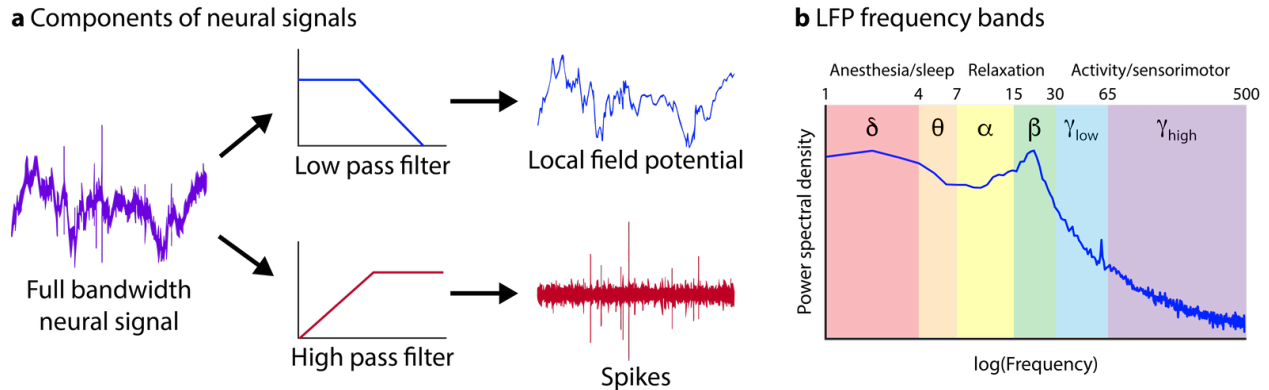 a Components of neural signals
Full bandwidth
neural signal
Low pass filter
Local field potential
High pass filter
Spikes
b LFP frequency bands
Anesthesia/sleep Relaxation Activity/sensorimotor
1 4 7 15 30 65 500
δ θ α β γlow γhigh
Power spectral density
log(Frequency)